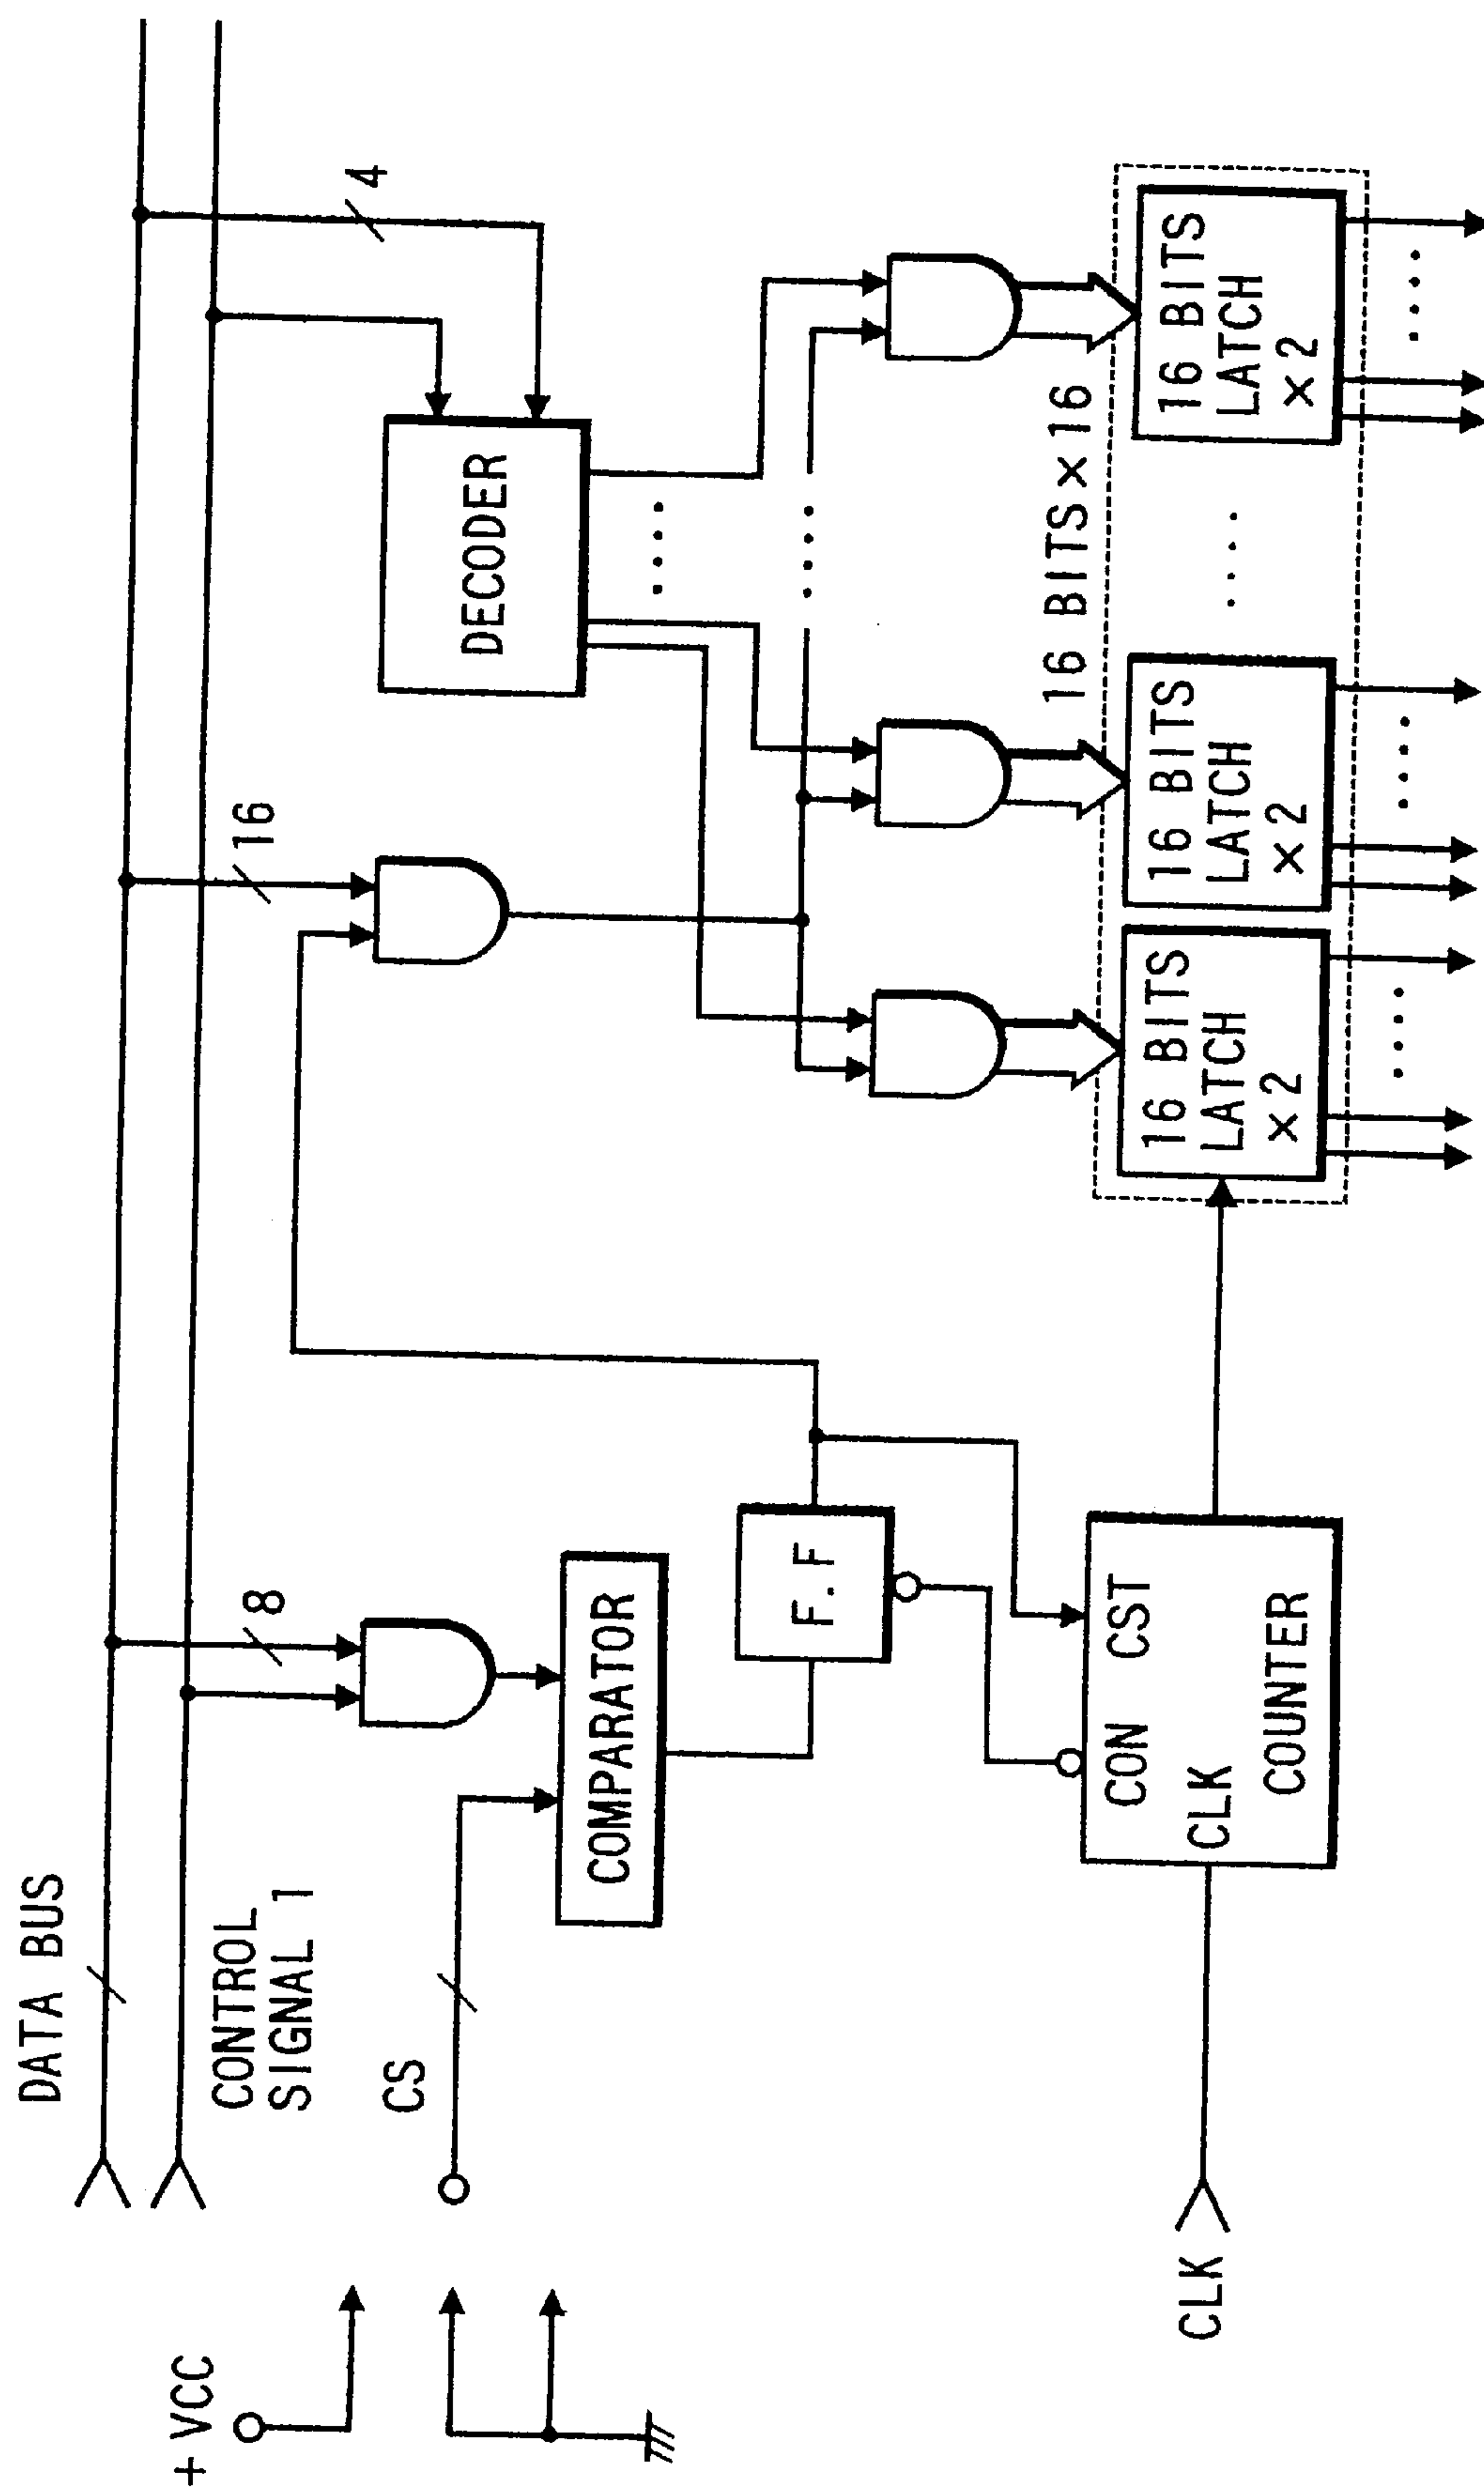 DATA BUS
CONTROL
SIGNAL 1
+VCC
CS
8
16
4
COMPARATOR
DECODER
F.F
16 BITS×16
CON CST
CLK
COUNTER
CLK
16 BITS
LATCH
×2
16 BITS
LATCH
×2
16 BITS
LATCH
×2